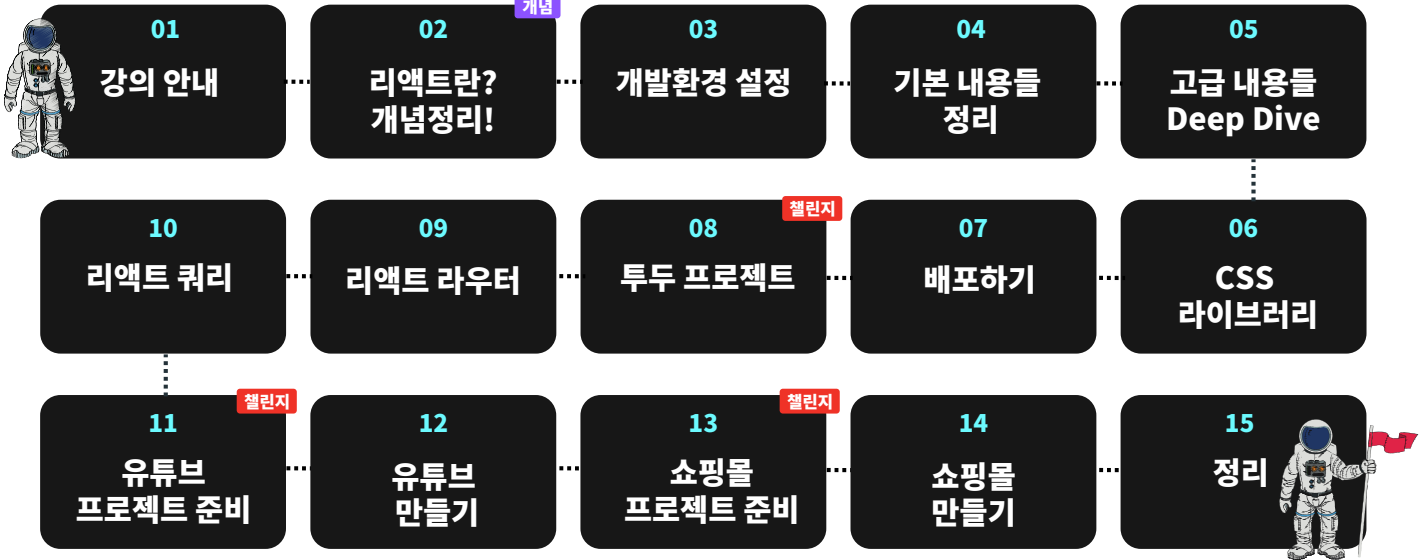 01
강의 안내
개념
02
리액트란?
개념정리!
03
개발환경 설정
04
기본 내용들
정리
05
고급 내용들
Deep Dive
06
CSS
라이브러리
07
배포하기
챌린지
08
투두 프로젝트
09
리액트 라우터
10
리액트 쿼리
챌린지
11
유튜브
프로젝트 준비
12
유튜브
만들기
챌린지
13
쇼핑몰
프로젝트 준비
14
쇼핑몰
만들기
15
정리